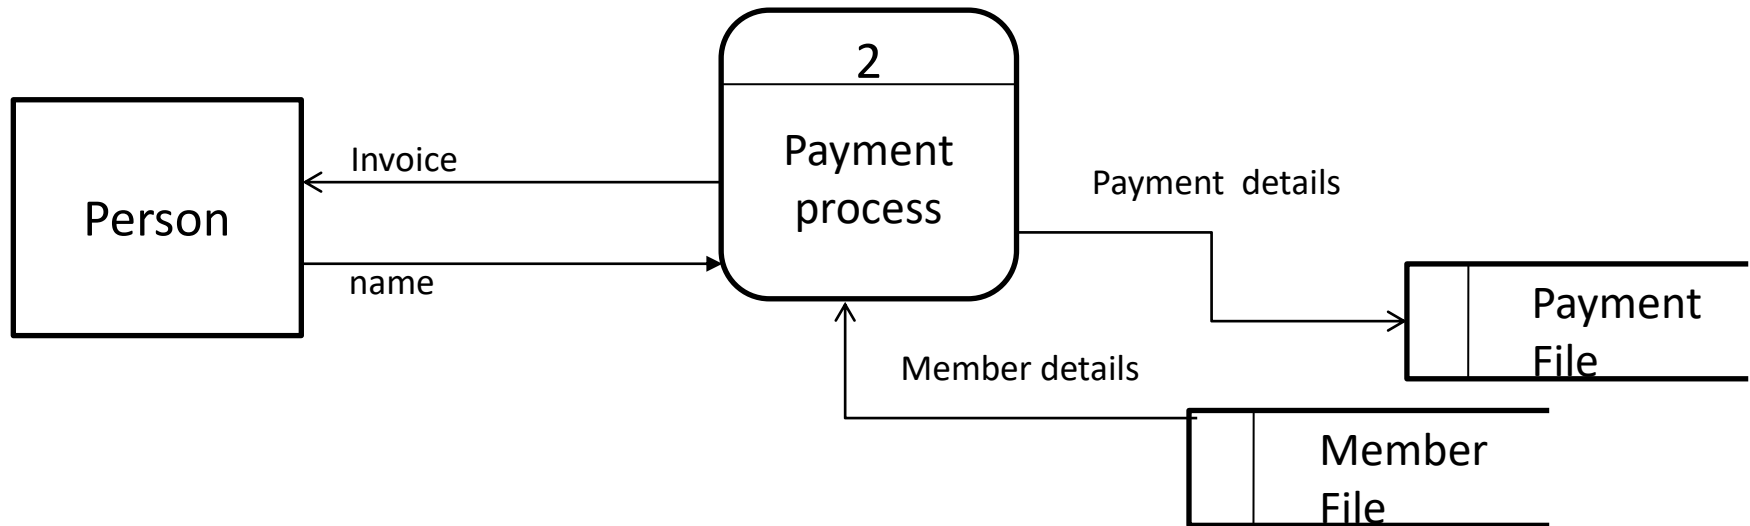 2
Payment
process
Person
Invoice
name
Payment details
Payment
File
Member details
Member
File